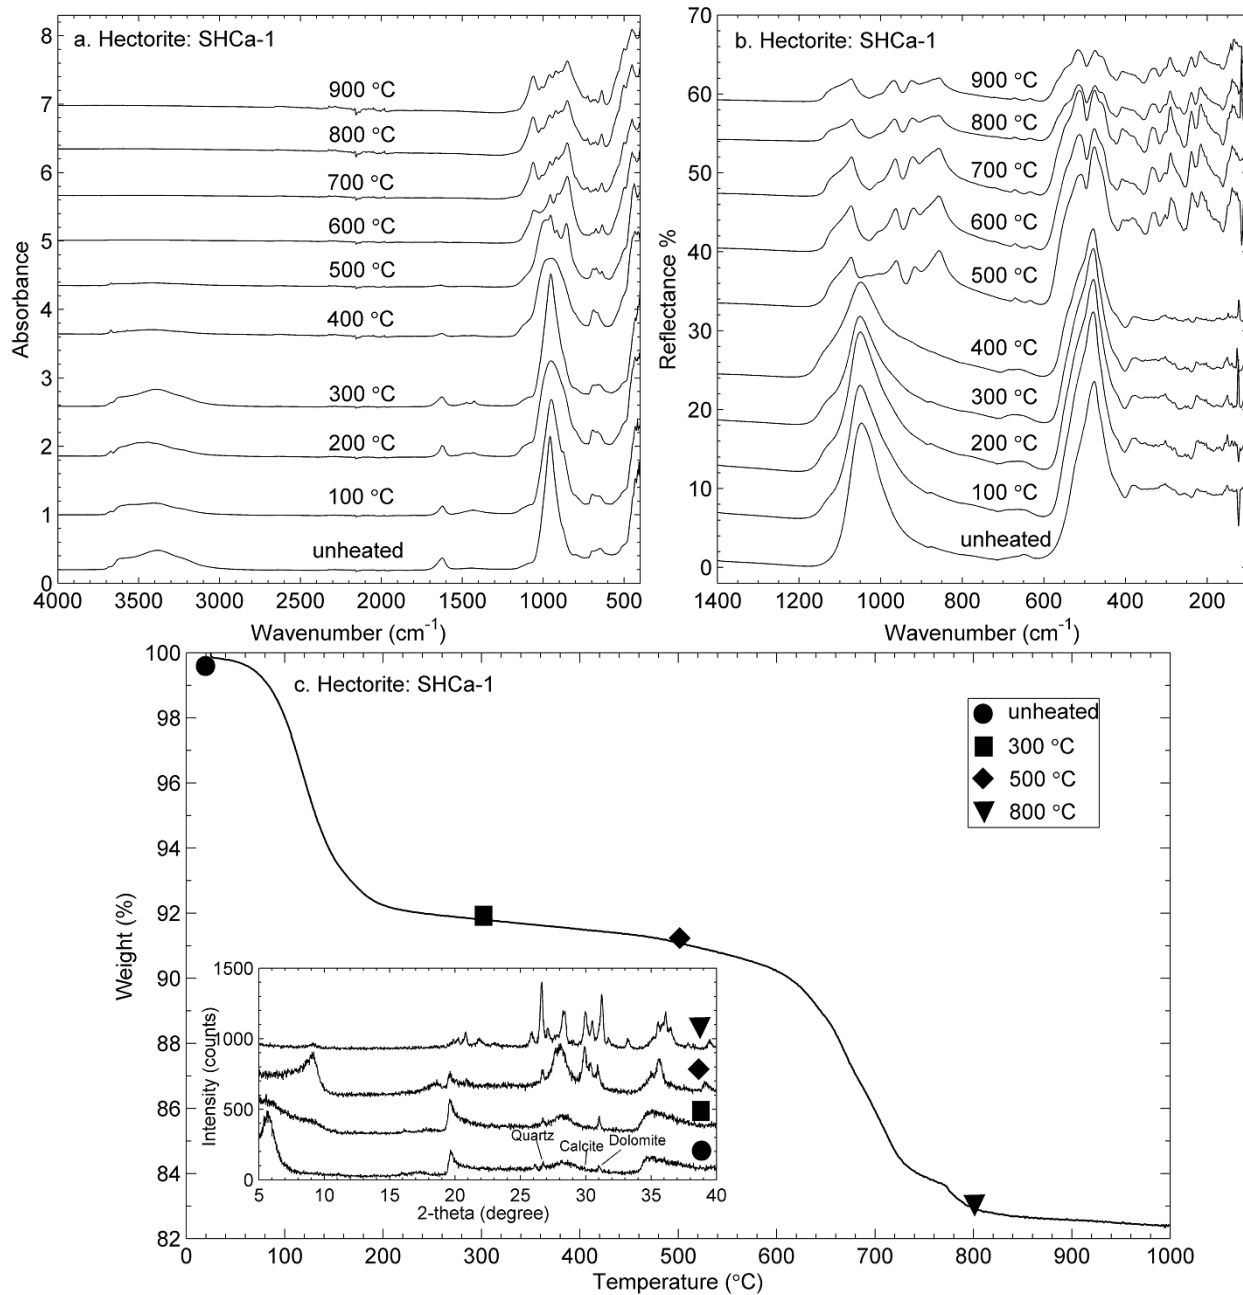 a. Hectorite: SHCa-1
8
7
6
5
4
3
2
1
0
Absorbance
900 °C
800 °C
700 °C
600 °C
500 °C
400 °C
300 °C
200 °C
100 °C
unheated
4000 3500 3000 2500 2000 1500 1000 500
Wavenumber (cm-1)
b. Hectorite: SHCa-1
70
60
50
40
30
20
10
0
Reflectance %
900 °C
800 °C
700 °C
600 °C
500 °C
400 °C
300 °C
200 °C
100 °C
unheated
1400 1200 1000 800 600 400 200
Wavenumber (cm-1)
c. Hectorite: SHCa-1
100
98
96
94
92
90
88
86
84
82
Weight (%)
unheated
300 °C
500 °C
800 °C
1500
1000
500
0
Intensity (counts)
Quartz
Calcite
Dolomite
5 10 15 20 25 30 35 40
2-theta (degree)
0 100 200 300 400 500 600 700 800 900 1000
Temperature (°C)